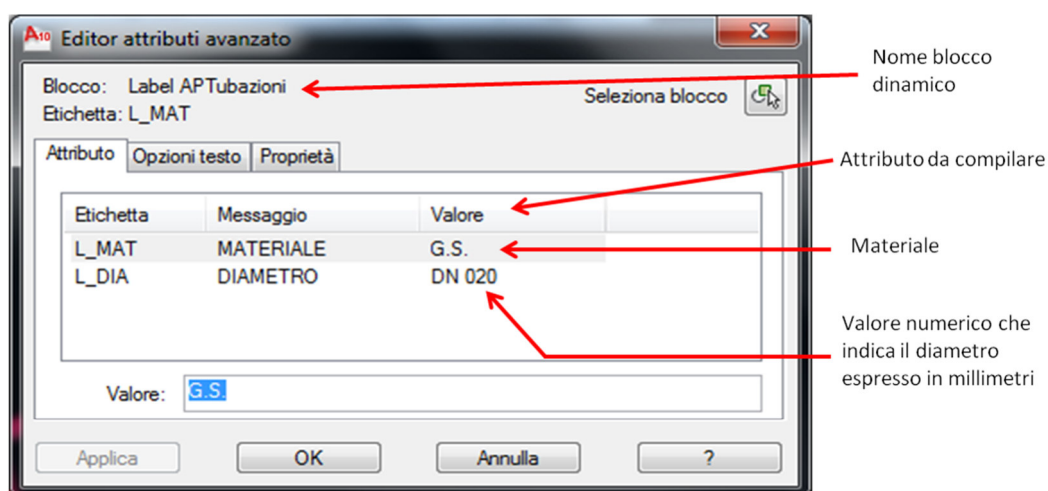 A10 Editor attributi avanzato
Blocco: Label APTubazioni
Seleziona blocco
Etichetta: L_MAT
Attributo Opzioni testo Proprietà
Etichetta Messaggio Valore
L_MAT MATERIALE G.S.
L_DIA DIAMETRO DN 020
Valore: G.S.
Applica OK Annulla ?
Nome blocco
dinamico
Attributo da compilare
Materiale
Valore numerico che
indica il diametro
espresso in millimetri